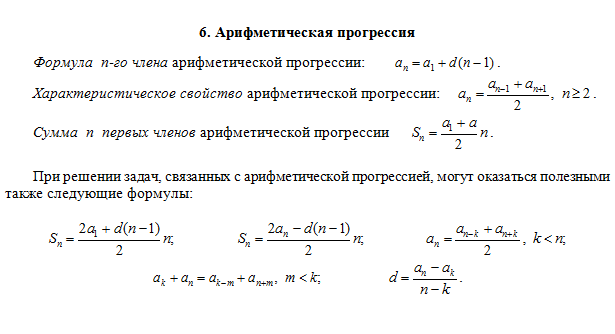 6. Арифметическая прогрессия
Формула n-го члена арифметической прогрессии: aₙ = a₁ + d(n−1) .
Характеристическое свойство арифметической прогрессии: aₙ = (aₙ₋₁ + aₙ₊₁)/2 , n ≥ 2 .
Сумма n первых членов арифметической прогрессии Sₙ = (a₁ + a)/2 n .
При решении задач, связанных с арифметической прогрессией, могут оказаться полезными
также следующие формулы:
Sₙ = (2a₁ + d(n−1))/2 n; Sₙ = (2aₙ − d(n−1))/2 n; aₙ = (aₙ₋ₖ + aₙ₊ₖ)/2 , k < n;
aₖ + aₙ = aₖ₋ₘ + aₙ₊ₘ, m < k; d = (aₙ − aₖ)/(n − k) .